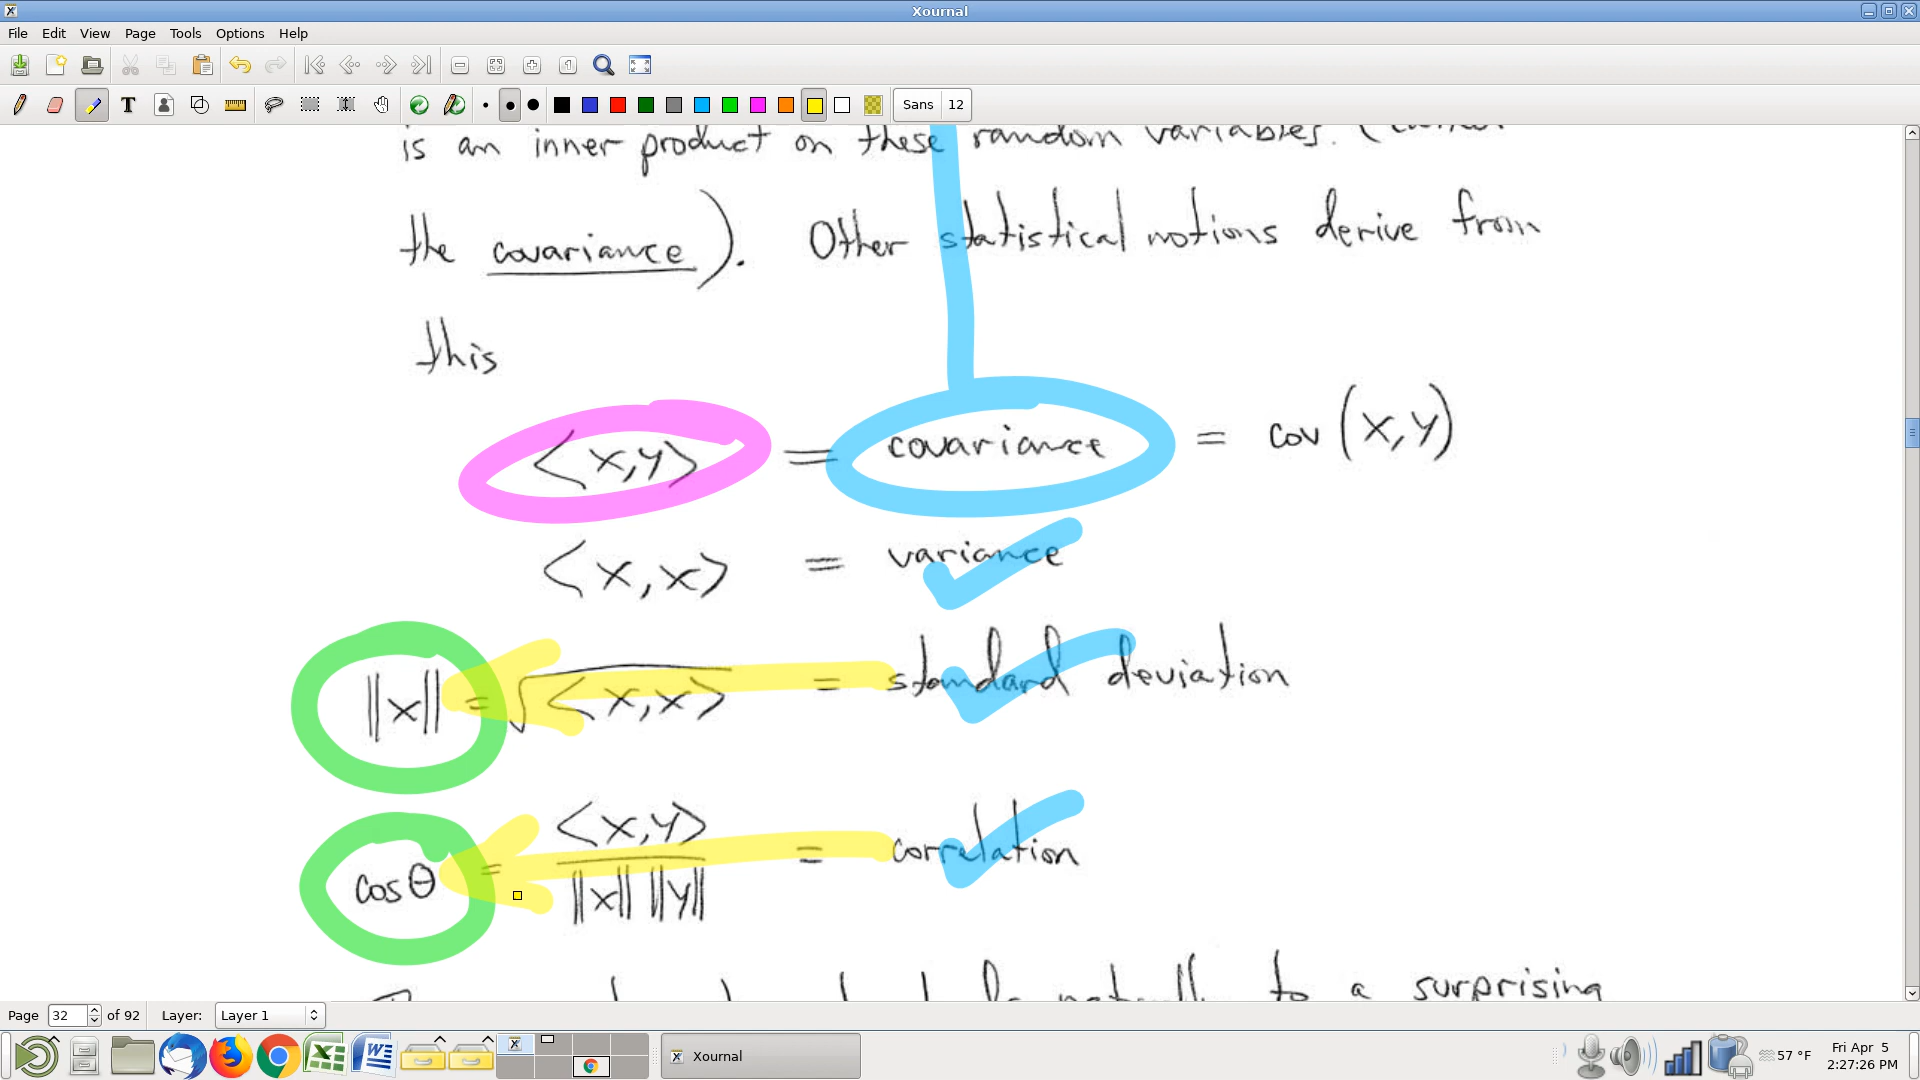 Xournal
File Edit View Page Tools Options Help
Sans 12
is an inner product on these random variables.
the covariance). Other statistical notions derive from
this
<x,y> = covariance = cov (x,y)
<x,x> = variance
||x|| = √<x,x> = standard deviation
cosθ = <x,y> / ||x|| ||y|| = correlation
to a surprising
Page 32 of 92 Layer: Layer 1
Xournal
57 °F
Fri Apr 5
2:27:26 PM